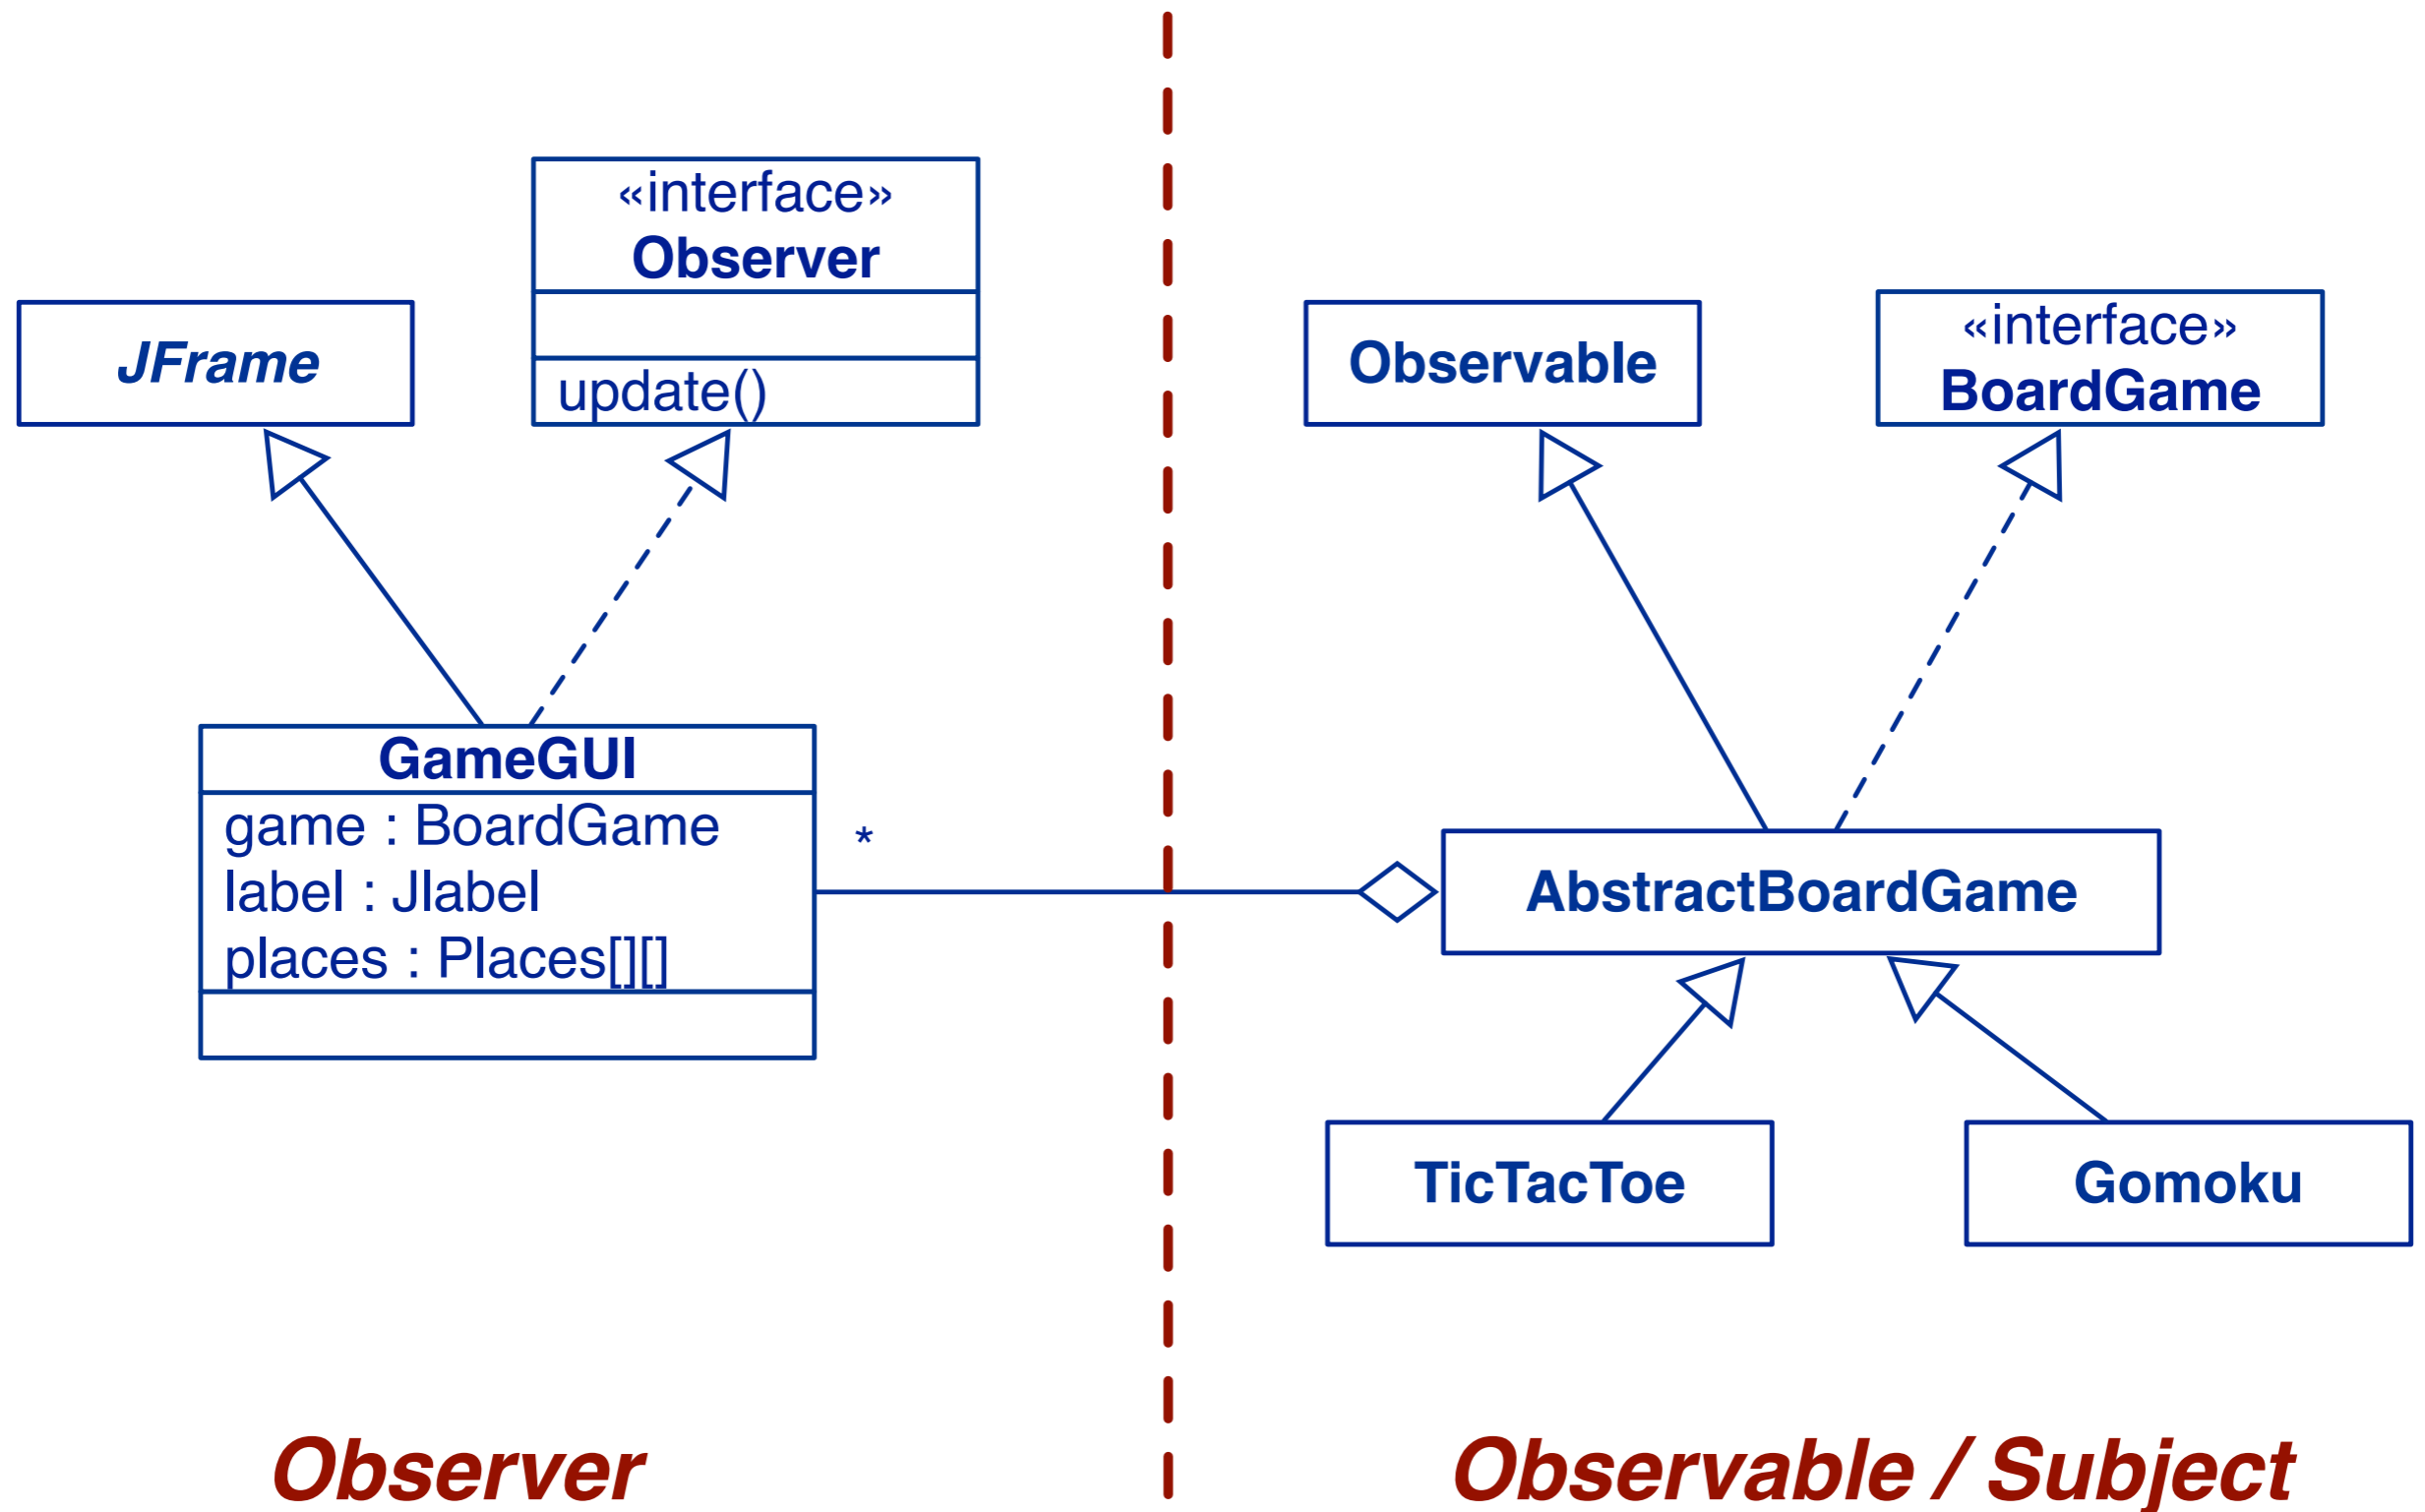 «interface»
Observer
update()
JFrame
Observable
«interface»
BoardGame
GameGUI
game : BoardGame
label : Jlabel
places : Places[][]
*
AbstractBoardGame
TicTacToe
Gomoku
Observer
Observable / Subject